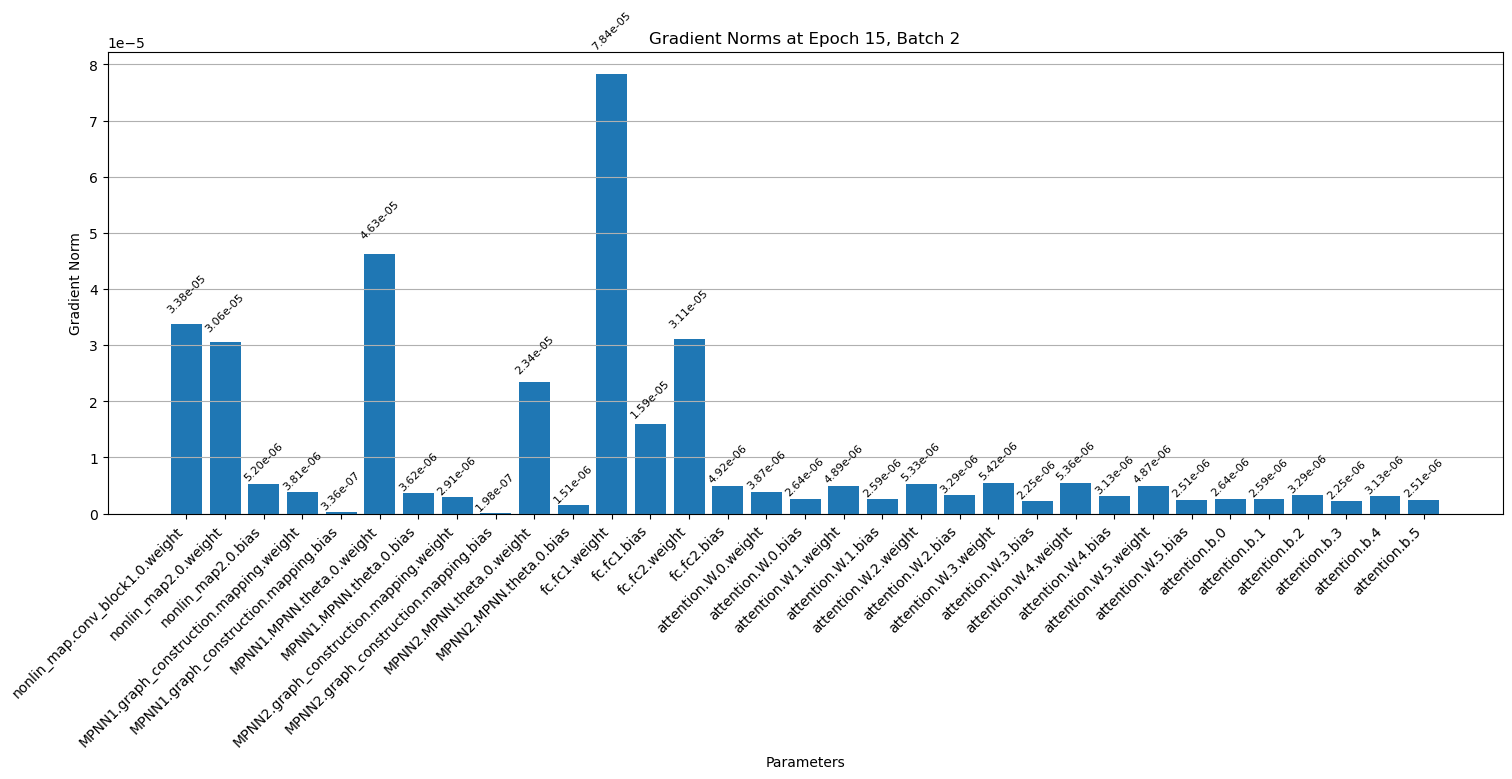 Gradient Norms at Epoch 15, Batch 2
1e−5
Gradient Norm
8
7
6
5
4
3
2
1
0
3.38e-05
3.06e-05
5.20e-06
3.81e-06
3.36e-07
4.63e-05
3.62e-06
2.91e-06
1.98e-07
2.34e-05
1.51e-06
7.84e-05
1.59e-05
3.11e-05
4.92e-06
3.87e-06
2.64e-06
4.89e-06
2.59e-06
5.33e-06
3.29e-06
5.42e-06
2.25e-06
5.36e-06
3.13e-06
4.87e-06
2.51e-06
2.64e-06
2.59e-06
3.29e-06
2.25e-06
3.13e-06
2.51e-06
nonlin_map.conv_block1.0.weight
nonlin_map2.0.weight
nonlin_map2.0.bias
MPNN1.graph_construction.mapping.weight
MPNN1.graph_construction.mapping.bias
MPNN1.MPNN.theta.0.weight
MPNN1.MPNN.theta.0.bias
MPNN2.graph_construction.mapping.weight
MPNN2.graph_construction.mapping.bias
MPNN2.MPNN.theta.0.weight
MPNN2.MPNN.theta.0.bias
fc.fc1.weight
fc.fc1.bias
fc.fc2.weight
fc.fc2.bias
attention.W.0.weight
attention.W.0.bias
attention.W.1.weight
attention.W.1.bias
attention.W.2.weight
attention.W.2.bias
attention.W.3.weight
attention.W.3.bias
attention.W.4.weight
attention.W.4.bias
attention.W.5.weight
attention.W.5.bias
attention.b.0
attention.b.1
attention.b.2
attention.b.3
attention.b.4
attention.b.5
Parameters